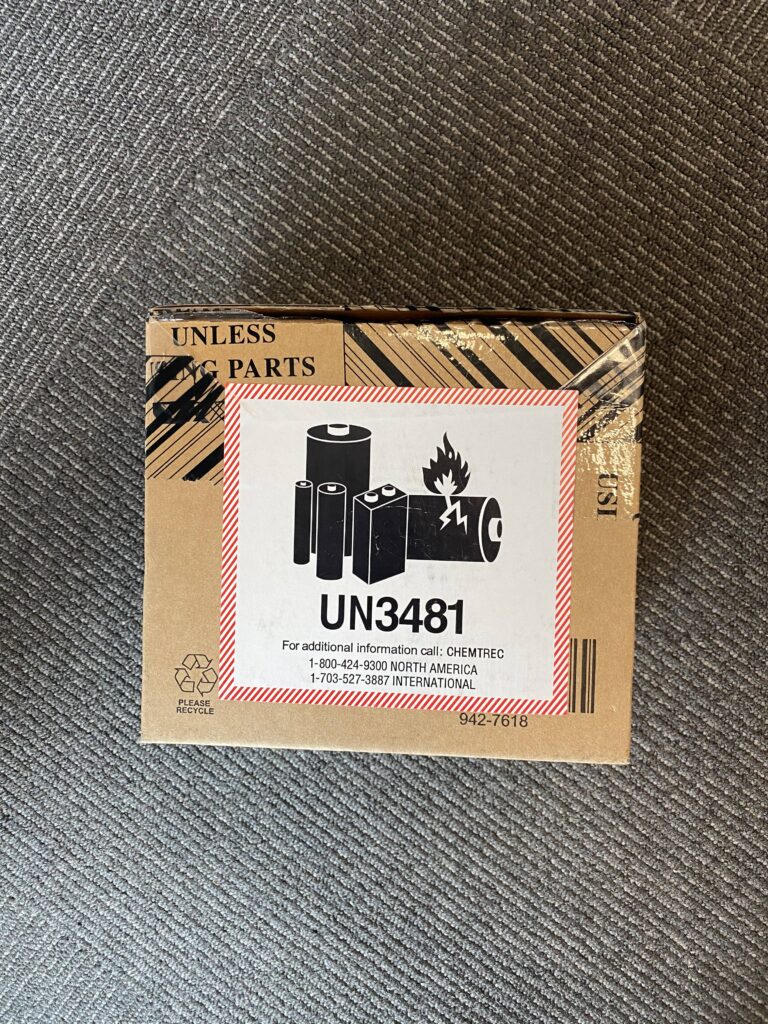 UNLESS
PARTS
USI
UN3481
For additional information call: CHEMTREC
1-800-424-9300 NORTH AMERICA
1-703-527-3887 INTERNATIONAL
PLEASE
RECYCLE
942-7618